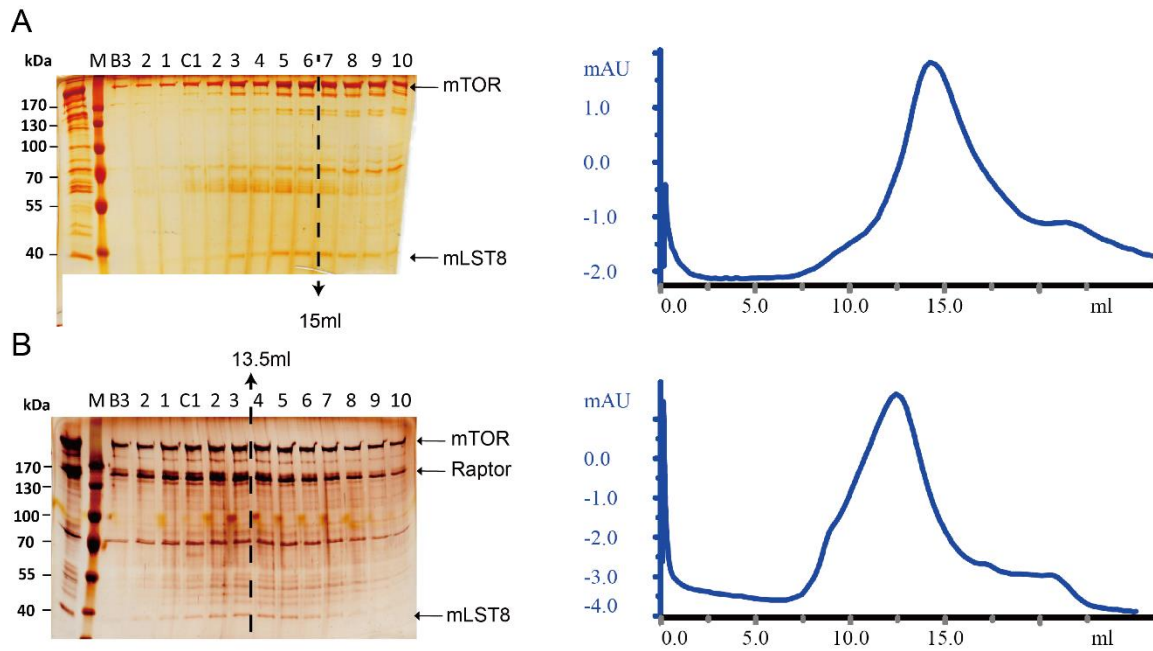 A
kDa M B3 2 1 C1 2 3 4 5 6 7 8 9 10
mTOR
170
130
100
70
55
40
mLST8
15ml
mAU
1.0
0.0
-1.0
-2.0
0.0 5.0 10.0 15.0 ml
B
13.5ml
kDa M B3 2 1 C1 2 3 4 5 6 7 8 9 10
mTOR
Raptor
170
130
100
70
55
40
mLST8
mAU
0.0
-1.0
-2.0
-3.0
-4.0
0.0 5.0 10.0 15.0 ml